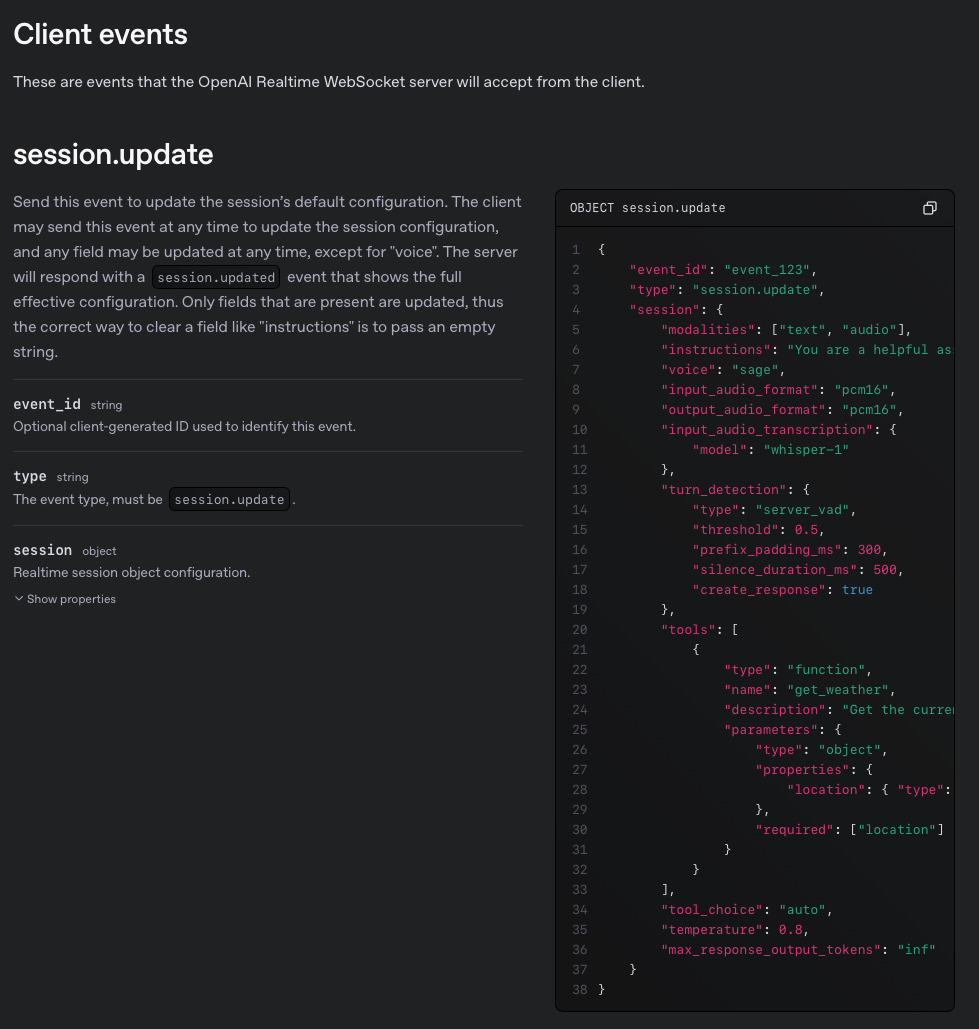 Client events
These are events that the OpenAI Realtime WebSocket server will accept from the client.
session.update
Send this event to update the session’s default configuration. The client
may send this event at any time to update the session configuration,
and any field may be updated at any time, except for "voice". The server
will respond with a session.updated event that shows the full
effective configuration. Only fields that are present are updated, thus
the correct way to clear a field like "instructions" is to pass an empty
string.
event_id string
Optional client-generated ID used to identify this event.
type string
The event type, must be session.update.
session object
Realtime session object configuration.
Show properties
OBJECT session.update
1 {
2 "event_id": "event_123",
3 "type": "session.update",
4 "session": {
5 "modalities": ["text", "audio"],
6 "instructions": "You are a helpful as
7 "voice": "sage",
8 "input_audio_format": "pcm16",
9 "output_audio_format": "pcm16",
10 "input_audio_transcription": {
11 "model": "whisper-1"
12 },
13 "turn_detection": {
14 "type": "server_vad",
15 "threshold": 0.5,
16 "prefix_padding_ms": 300,
17 "silence_duration_ms": 500,
18 "create_response": true
19 },
20 "tools": [
21 {
22 "type": "function",
23 "name": "get_weather",
24 "description": "Get the curre
25 "parameters": {
26 "type": "object",
27 "properties": {
28 "location": { "type":
29 },
30 "required": ["location"]
31 }
32 }
33 ],
34 "tool_choice": "auto",
35 "temperature": 0.8,
36 "max_response_output_tokens": "inf"
37 }
38 }